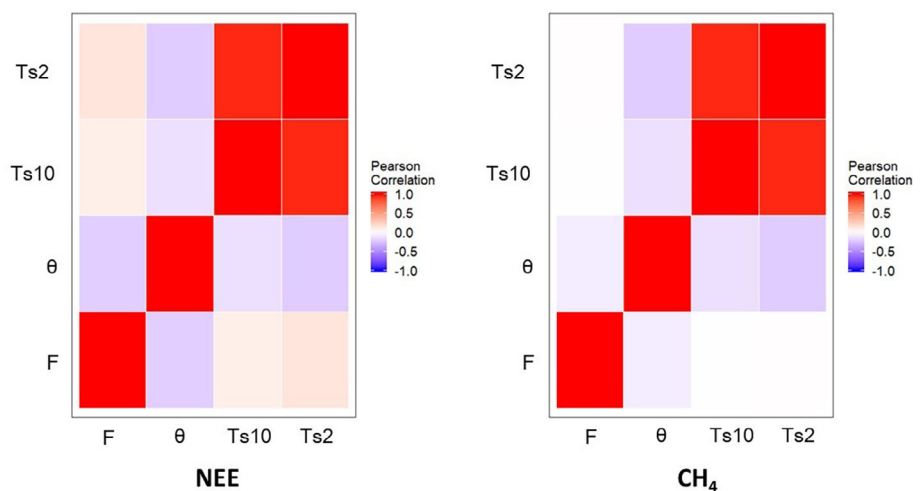 Ts2
Ts10
θ
F
F θ Ts10 Ts2
NEE
Pearson
Correlation
1.0
0.5
0.0
-0.5
-1.0
Ts2
Ts10
θ
F
F θ Ts10 Ts2
CH₄
Pearson
Correlation
1.0
0.5
0.0
-0.5
-1.0